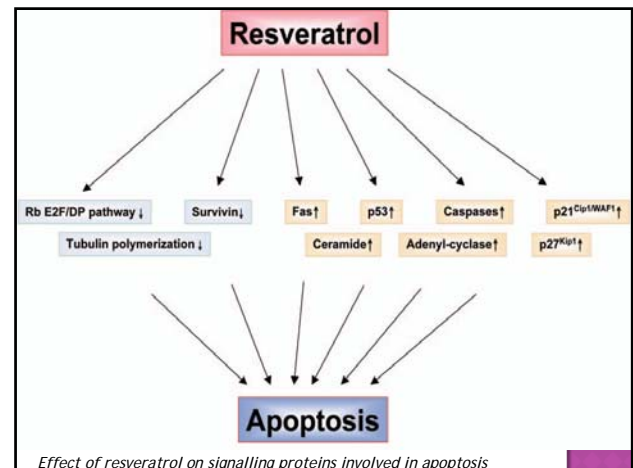 Resveratrol
Rb E2F/DP pathway↓ Survivin↓ Fas↑ p53↑ Caspases↑ p21Cip1/WAF1↑
Tubulin polymerization↓ Ceramide↑ Adenyl-cyclase↑ p27Kip1↑
Apoptosis
Effect of resveratrol on signalling proteins involved in apoptosis